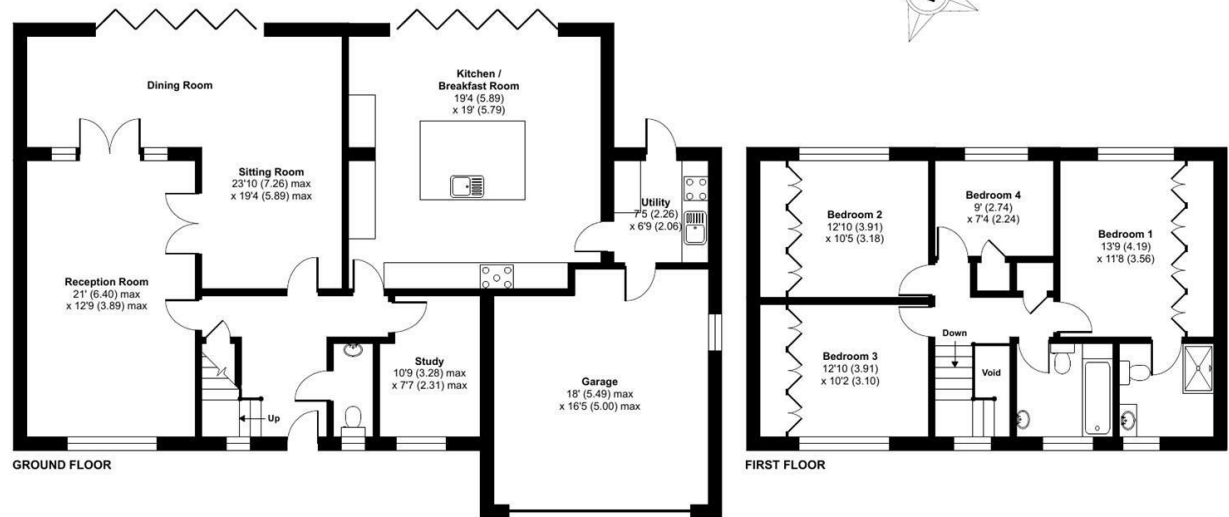 Dining Room
Kitchen /
Breakfast Room
19'4 (5.89)
x 19' (5.79)
Sitting Room
23'10 (7.26) max
x 19'4 (5.89) max
Utility
7'5 (2.26)
x 6'9 (2.06)
Reception Room
21' (6.40) max
x 12'9 (3.89) max
Study
10'9 (3.28) max
x 7'7 (2.31) max
Garage
18' (5.49) max
x 16'5 (5.00) max
Up
GROUND FLOOR
Bedroom 2
12'10 (3.91)
x 10'5 (3.18)
Bedroom 4
9' (2.74)
x 7'4 (2.24)
Bedroom 1
13'9 (4.19)
x 11'8 (3.56)
Bedroom 3
12'10 (3.91)
x 10'2 (3.10)
Down
Void
FIRST FLOOR